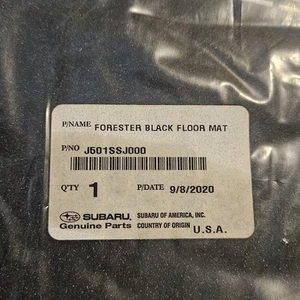 P/NAME FORESTER BLACK FLOOR MAT
P/NO J501SSJ000
QTY 1 P/DATE 9/8/2020
SUBARU SUBARU OF AMERICA, INC.
Genuine Parts COUNTRY OF ORIGIN U.S.A.